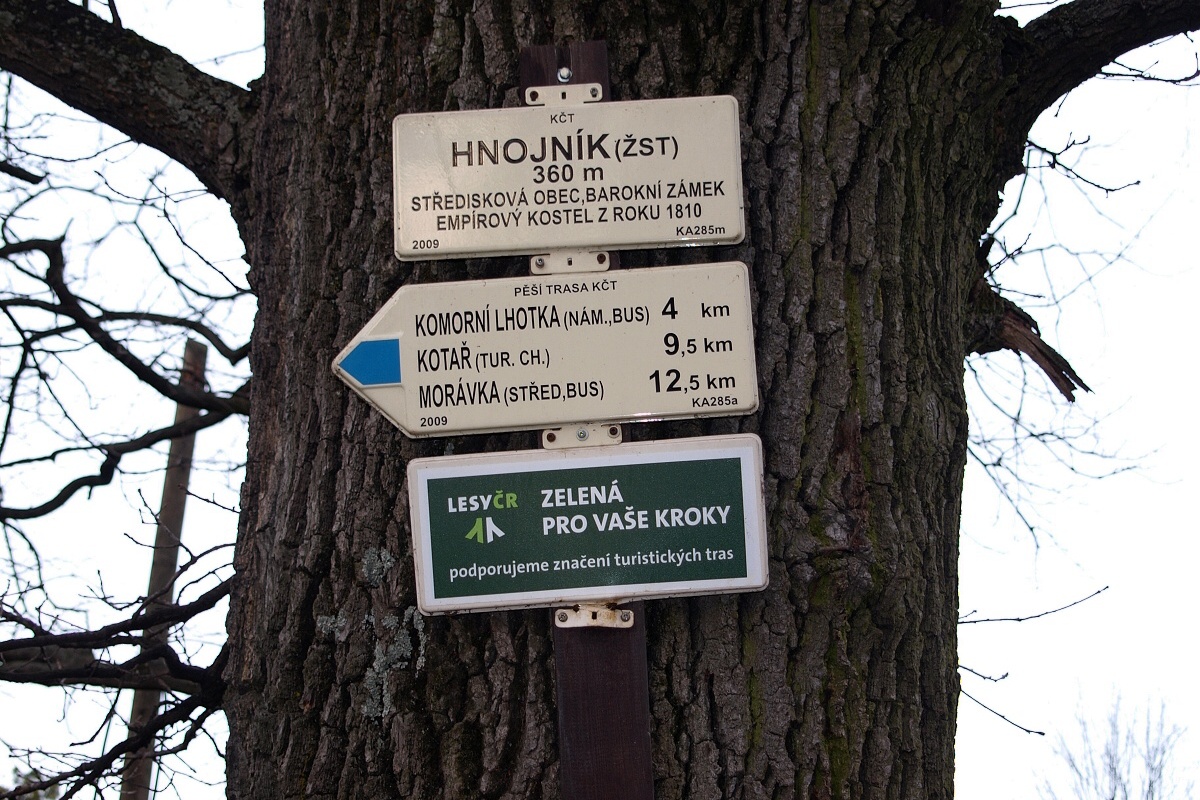 KČT
HNOJNÍK (ŽST)
360 m
STŘEDISKOVÁ OBEC,BAROKNÍ ZÁMEK
EMPÍROVÝ KOSTEL Z ROKU 1810
2009 KA285m
PĚŠÍ TRASA KČT
KOMORNÍ LHOTKA (NÁM.,BUS) 4 km
KOTAŘ (TUR. CH.) 9,5 km
MORÁVKA (STŘED,BUS) 12,5 km
2009 KA285a
LESYČR ZELENÁ
PRO VAŠE KROKY
podporujeme značení turistických tras